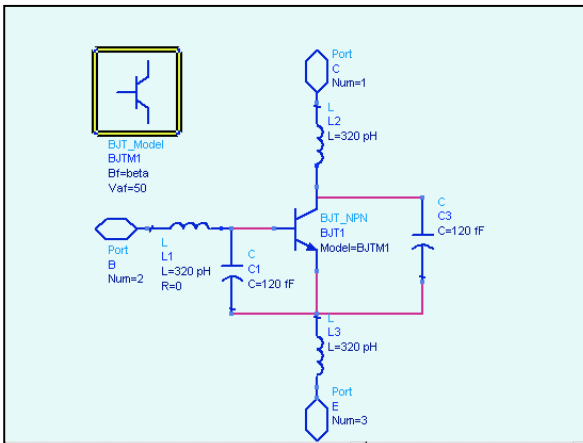 Port
C
Num=1
L
L2
L=320 pH
BJT_Model
BJTM1
Bf=beta
Vaf=50
BJT_NPN
BJT1
Model=BJTM1
C
C3
C=120 fF
Port
B
Num=2
L
L1
L=320 pH
R=0
C
C1
C=120 fF
L
L3
L=320 pH
Port
E
Num=3